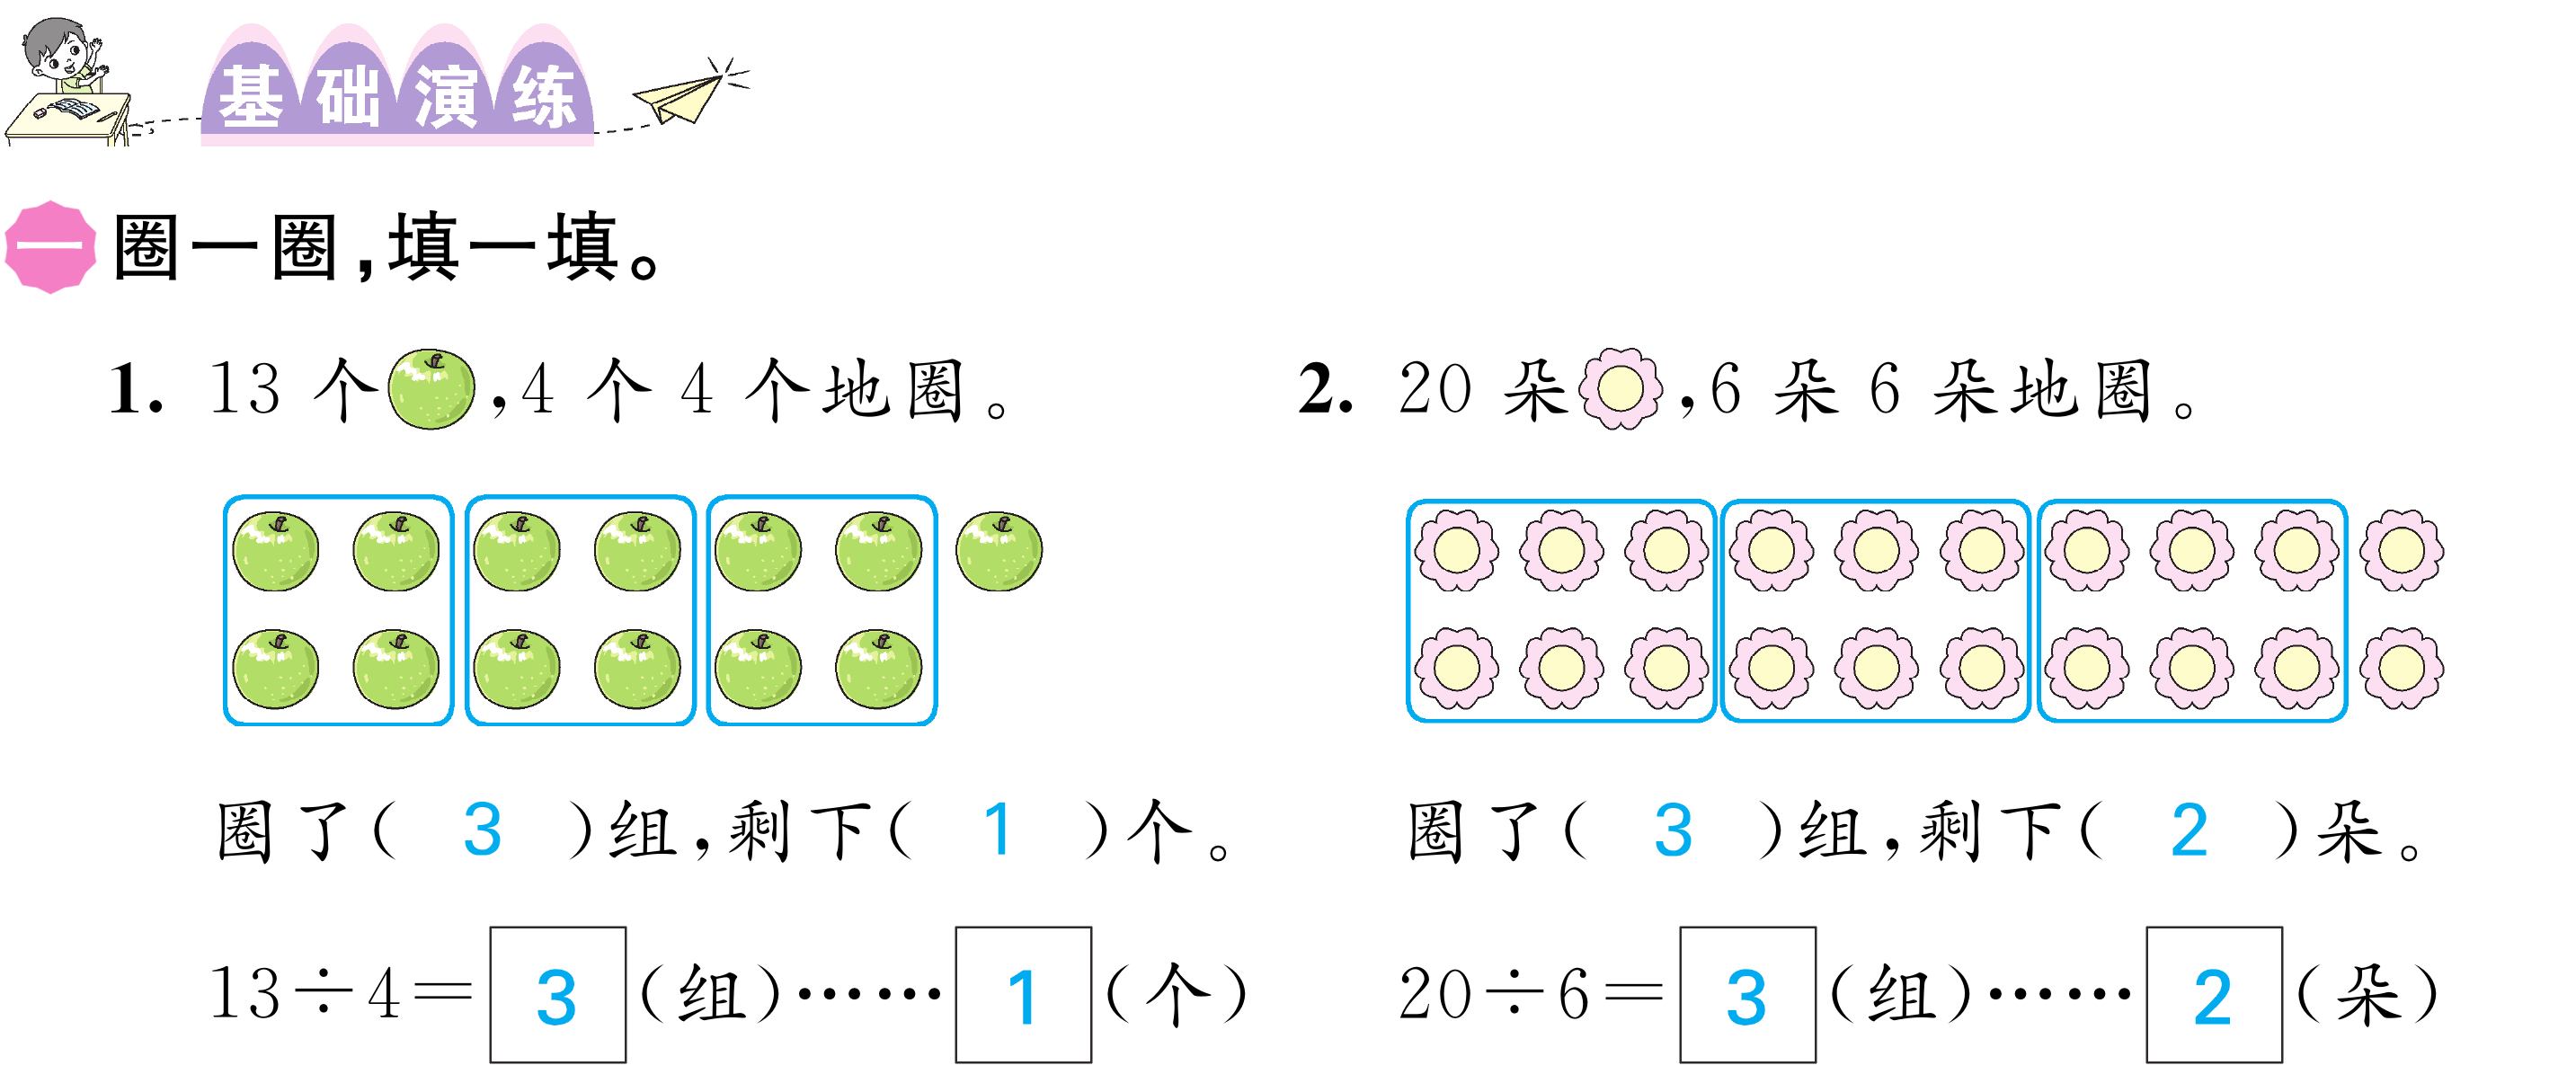 基础演练
一 圈一圈,填一填。
1. 13 个,4 个 4 个地圈。
圈了( 3 )组,剩下( 1 )个。
13÷4=3(组)……1(个)
2. 20 朵,6 朵 6 朵地圈。
圈了( 3 )组,剩下( 2 )朵。
20÷6=3(组)……2(朵)